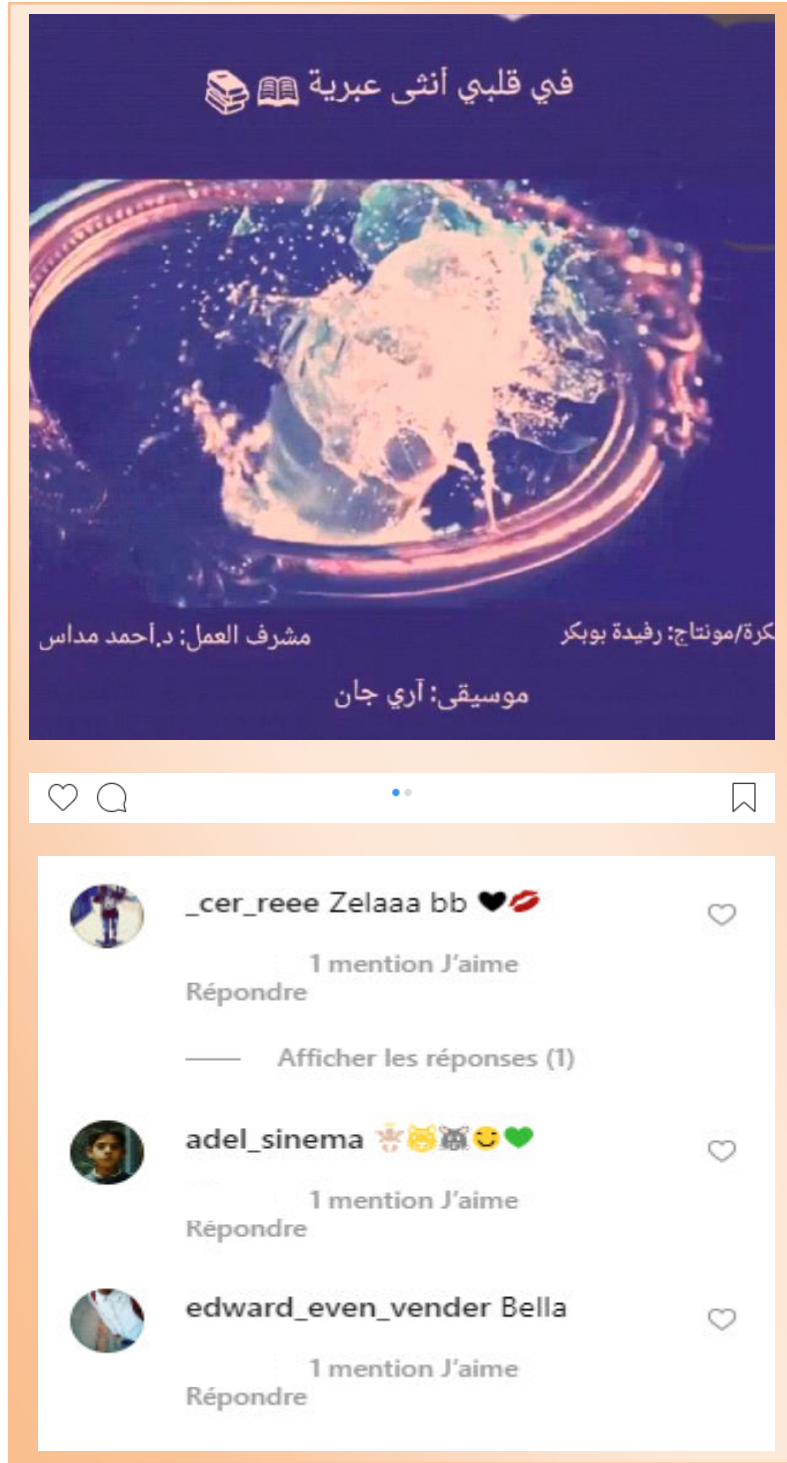 في قلبي أنثى عبرية 📖📚
كرة/مونتاج: رفيدة بوبكر
مشرف العمل: د.أحمد مداس
موسيقى: آري جان
_cer_reee Zelaaa bb 🖤💋
1 mention J’aime
Répondre
Afficher les réponses (1)
adel_sinema 👼😸🐺😊💚
1 mention J’aime
Répondre
edward_even_vender Bella
1 mention J’aime
Répondre